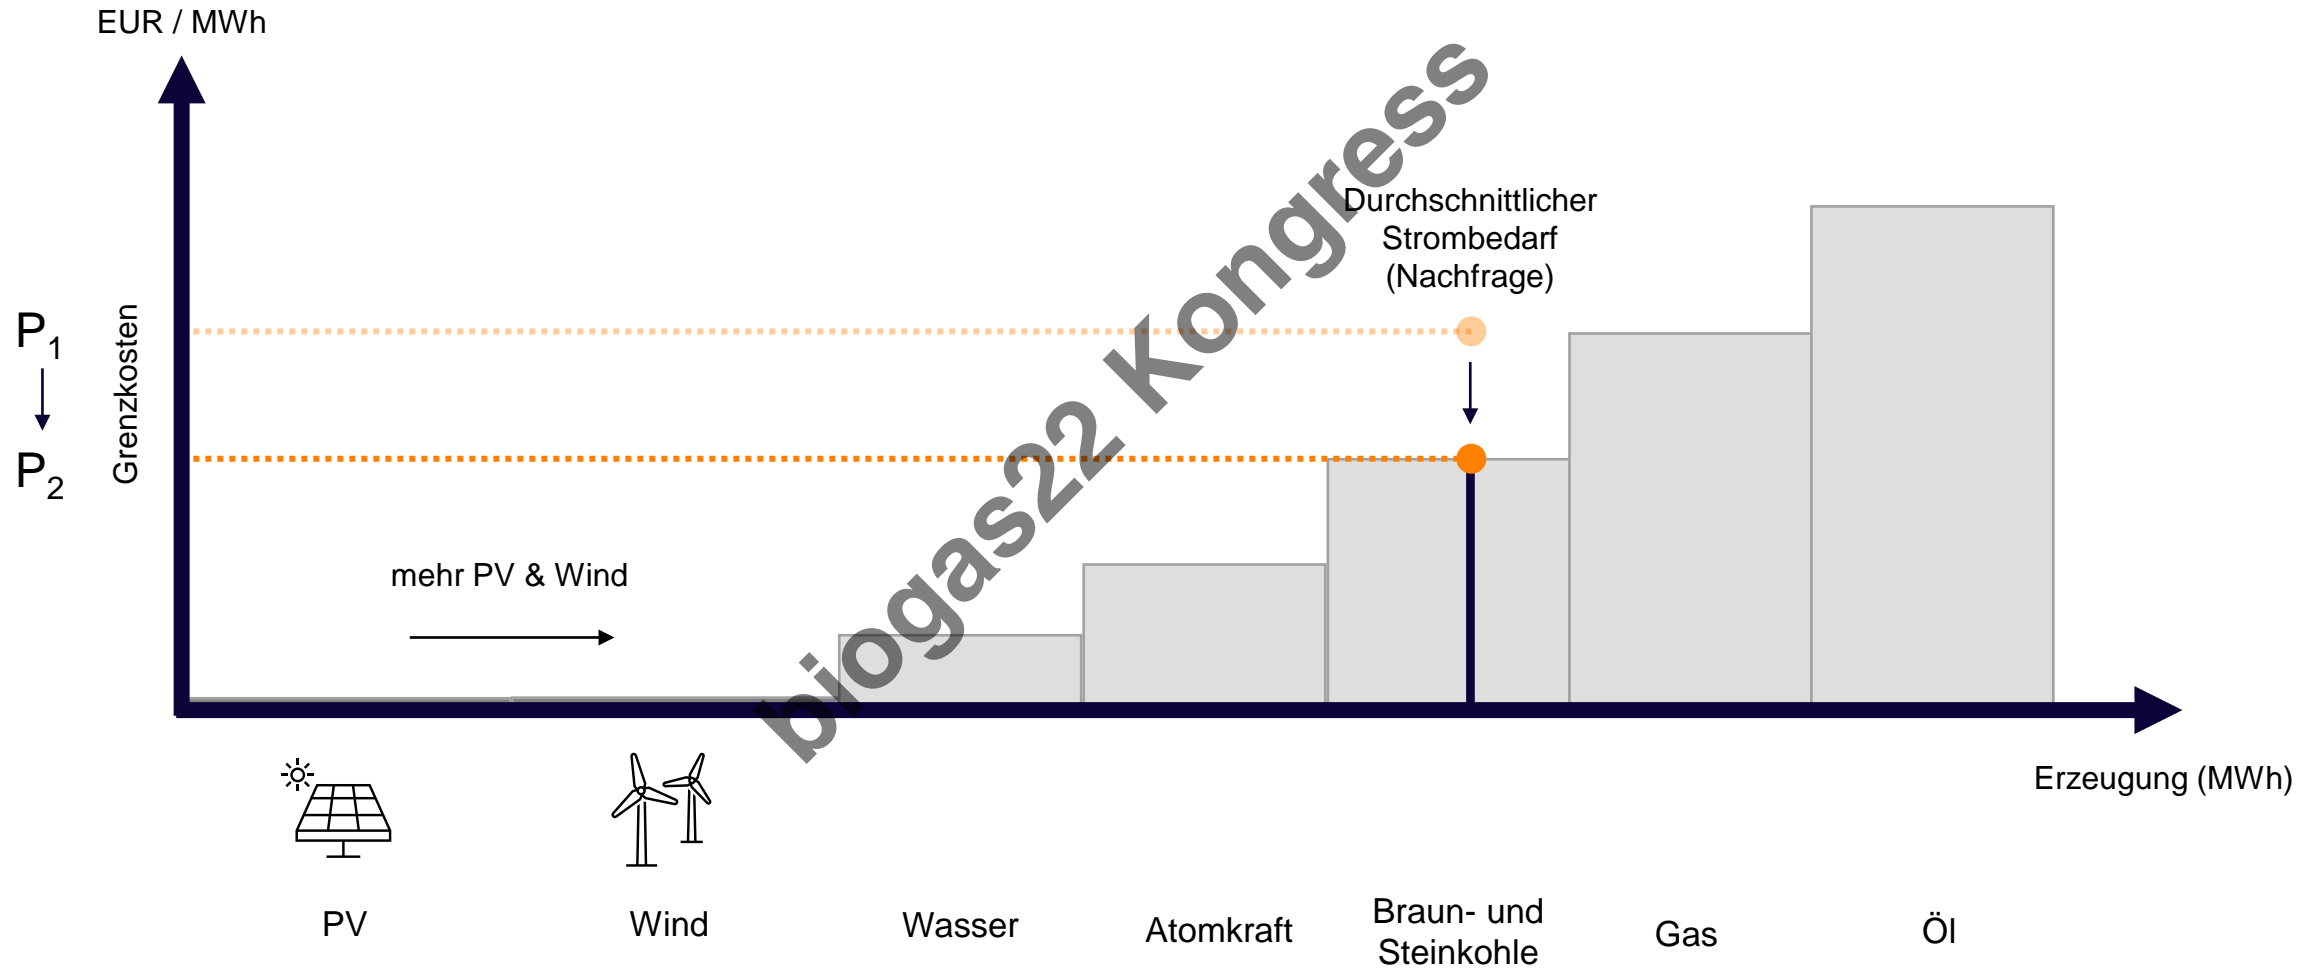 EUR / MWh
biogas22 Kongress
Durchschnittlicher
Strombedarf
(Nachfrage)
P1
P2
Grenzkosten
mehr PV & Wind
Erzeugung (MWh)
PV
Wind
Wasser
Atomkraft
Braun- und
Steinkohle
Gas
Öl